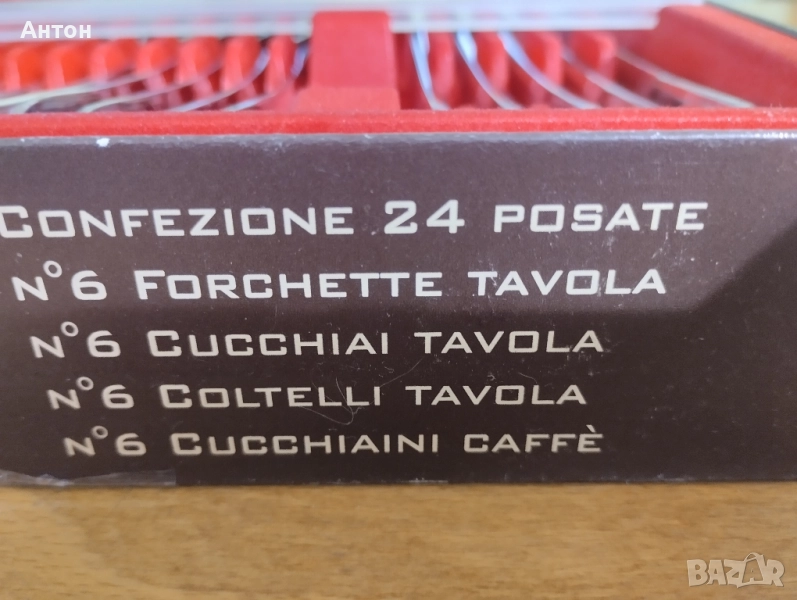 Антон
CONFEZIONE 24 POSATE
N°6 FORCHETTE TAVOLA
N°6 CUCCHIAI TAVOLA
N°6 COLTELLI TAVOLA
N°6 CUCCHIAINI CAFFÈ
BAZAR